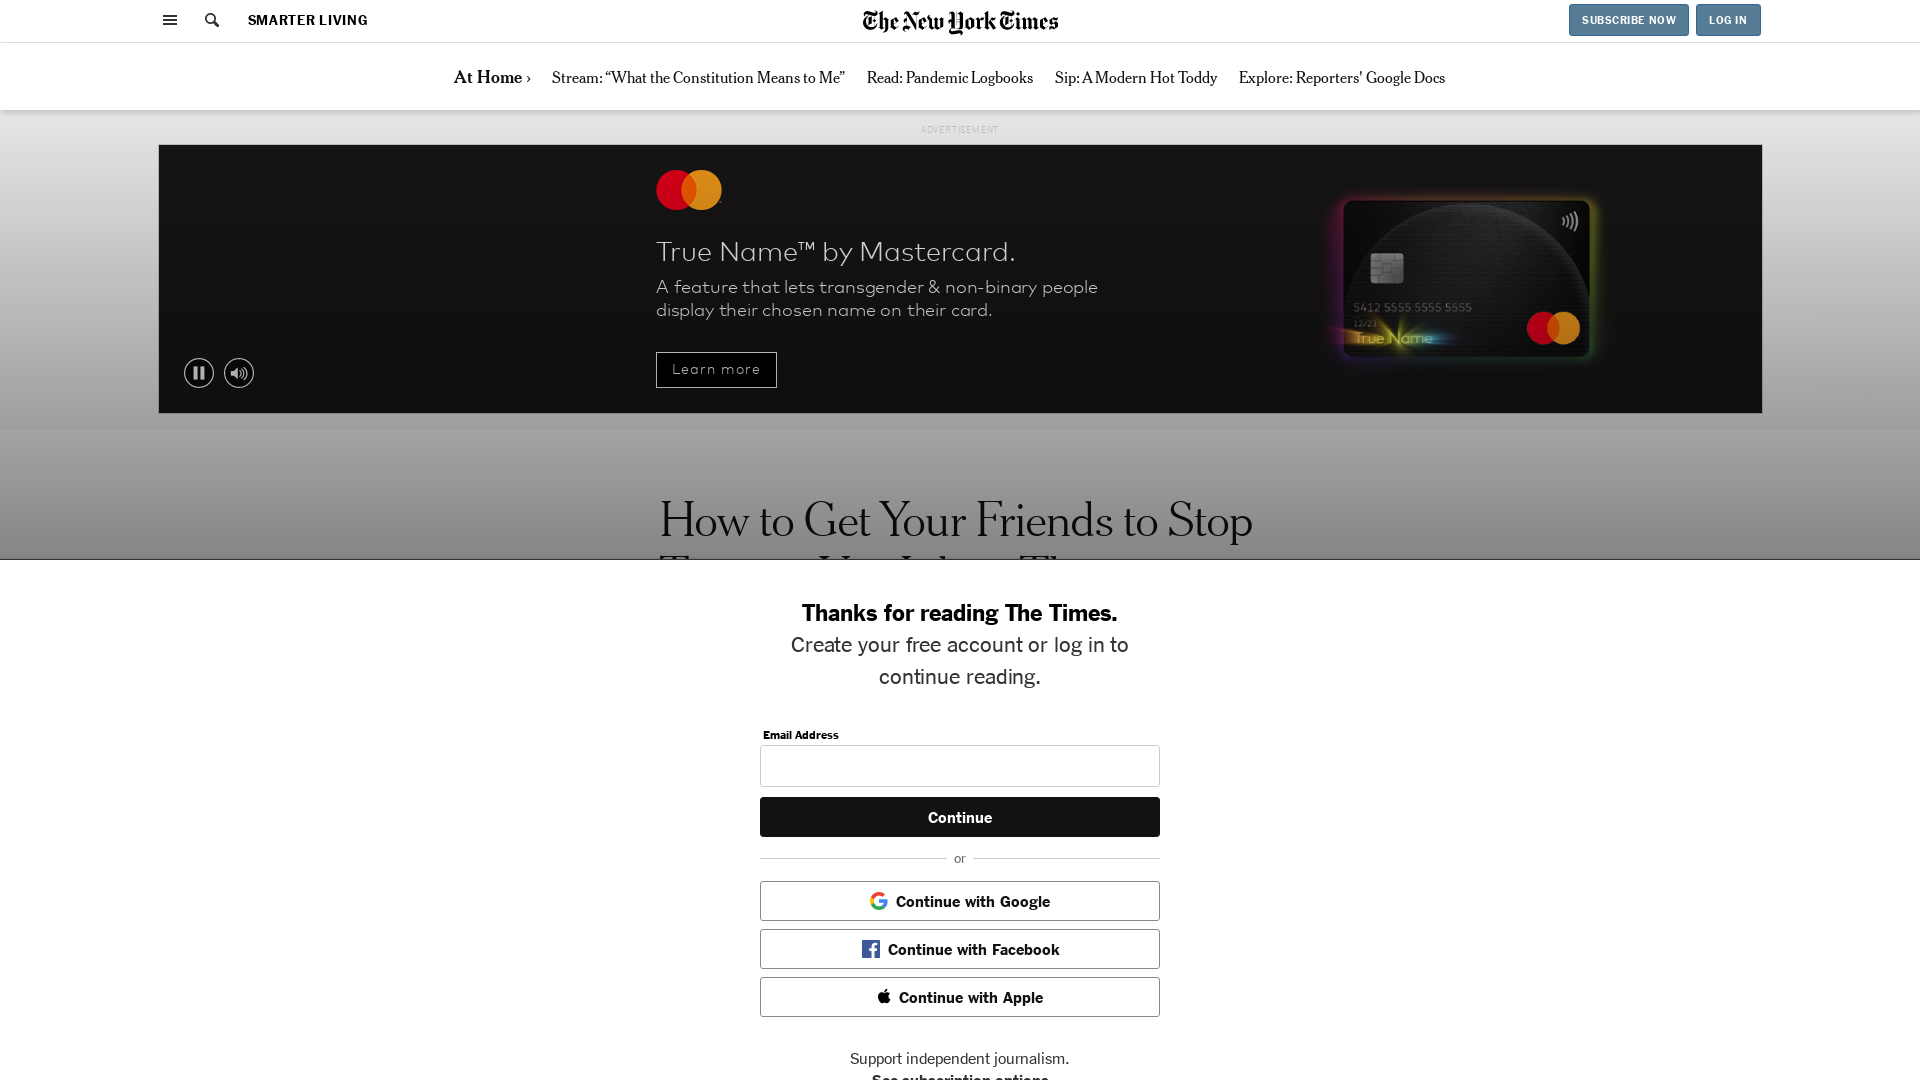 SMARTER LIVING
The New York Times
SUBSCRIBE NOW
LOG IN
At Home ›
Stream: “What the Constitution Means to Me”
Read: Pandemic Logbooks
Sip: A Modern Hot Toddy
Explore: Reporters' Google Docs
ADVERTISEMENT
True Name™ by Mastercard.
A feature that lets transgender & non-binary people
display their chosen name on their card.
Learn more
5412 5555 5555 5555
12/23
True Name
How to Get Your Friends to Stop
Thanks for reading The Times.
Create your free account or log in to
continue reading.
Email Address
Continue
or
Continue with Google
Continue with Facebook
Continue with Apple
Support independent journalism.
See subscription options